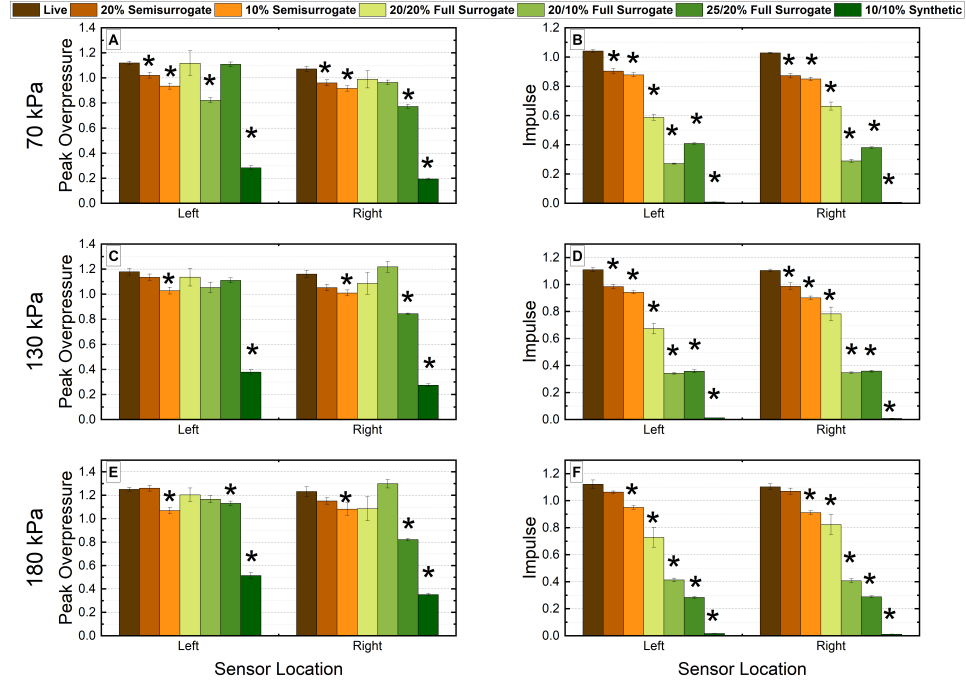 Live 20% Semisurrogate 10% Semisurrogate 20/20% Full Surrogate 20/10% Full Surrogate 25/20% Full Surrogate 10/10% Synthetic
70 kPa
Peak Overpressure
1.4
1.2
1.0
0.8
0.6
0.4
0.2
0.0
A
* * * * * * * *
Left Right
Impulse
1.2
1.0
0.8
0.6
0.4
0.2
0.0
B
* * * * * * * * * * * *
Left Right
130 kPa
Peak Overpressure
1.4
1.2
1.0
0.8
0.6
0.4
0.2
0.0
C
* * * * *
Left Right
Impulse
1.2
1.0
0.8
0.6
0.4
0.2
0.0
D
* * * * * * * * * * * *
Left Right
180 kPa
Peak Overpressure
1.4
1.2
1.0
0.8
0.6
0.4
0.2
0.0
E
* * * * * *
Left Right
Sensor Location
Impulse
1.2
1.0
0.8
0.6
0.4
0.2
0.0
F
* * * * * * * * * *
Left Right
Sensor Location